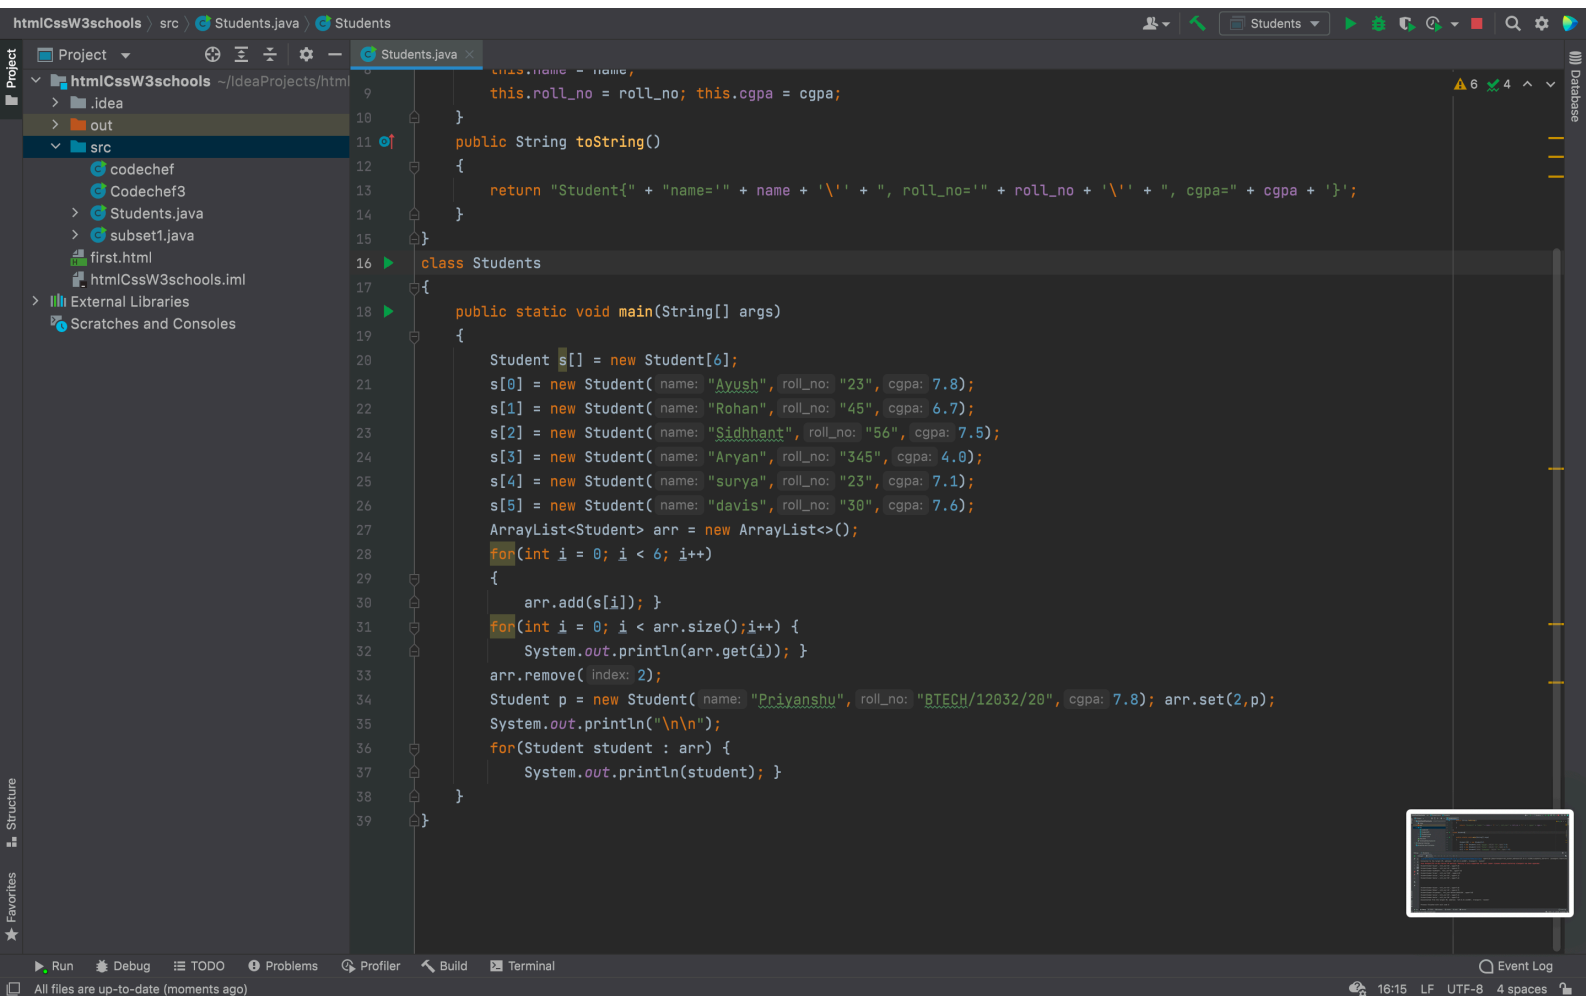 htmlCssW3schools 〉 src 〉 Students.java 〉 Students
Students
Project
Students.java
Project
Database
htmlCssW3schools ~/IdeaProjects/html
.idea
out
src
codechef
Codechef3
Students.java
subset1.java
first.html
htmlCssW3schools.iml
External Libraries
Scratches and Consoles
6 4
8 this.name = name;
9 this.roll_no = roll_no; this.cgpa = cgpa;
10 }
11 public String toString()
12 {
13 return "Student{" + "name='" + name + '\'' + ", roll_no='" + roll_no + '\'' + ", cgpa=" + cgpa + '}';
14 }
15 }
16 class Students
17 {
18 public static void main(String[] args)
19 {
20 Student s[] = new Student[6];
21 s[0] = new Student( name: "Ayush", roll_no: "23", cgpa: 7.8);
22 s[1] = new Student( name: "Rohan", roll_no: "45", cgpa: 6.7);
23 s[2] = new Student( name: "Sidhhant", roll_no: "56", cgpa: 7.5);
24 s[3] = new Student( name: "Aryan", roll_no: "345", cgpa: 4.0);
25 s[4] = new Student( name: "surya", roll_no: "23", cgpa: 7.1);
26 s[5] = new Student( name: "davis", roll_no: "30", cgpa: 7.6);
27 ArrayList<Student> arr = new ArrayList<>();
28 for(int i = 0; i < 6; i++)
29 {
30 arr.add(s[i]); }
31 for(int i = 0; i < arr.size();i++) {
32 System.out.println(arr.get(i)); }
33 arr.remove( index: 2);
34 Student p = new Student( name: "Priyanshu", roll_no: "BTECH/12032/20", cgpa: 7.8); arr.set(2,p);
35 System.out.println("\n\n");
36 for(Student student : arr) {
37 System.out.println(student); }
38 }
39 }
Structure
Favorites
Run Debug TODO Problems Profiler Build Terminal Event Log
All files are up-to-date (moments ago) 16:15 LF UTF-8 4 spaces